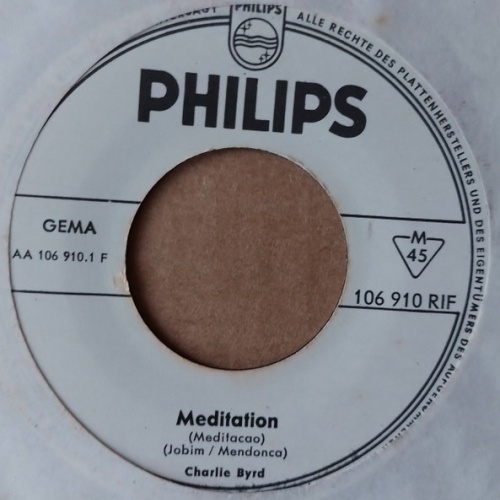 PHILIPS
ALLE RECHTE DES PLATTENHERSTELLERS UND DES EIGENTÜMERS DES
PHILIPS
GEMA
AA 106 910.1 F
M
45
106 910 RIF
Meditation
(Meditacao)
(Jobim / Mendonca)
Charlie Byrd